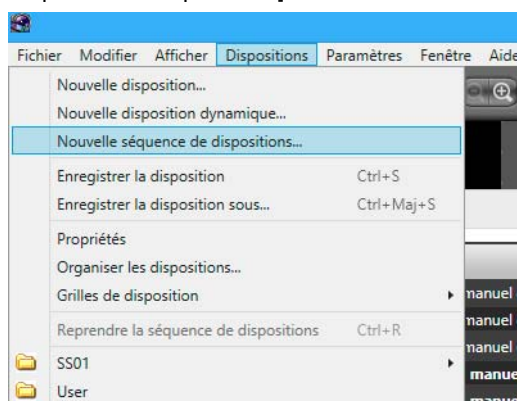 Fichier Modifier Afficher Dispositions Paramètres Fenêtre Aide
Nouvelle disposition...
Nouvelle disposition dynamique...
Nouvelle séquence de dispositions...
Enregistrer la disposition Ctrl+S
Enregistrer la disposition sous... Ctrl+Maj+S
Propriétés
Organiser les dispositions...
Grilles de disposition
manuel
manuel
Reprendre la séquence de dispositions Ctrl+R
manuel
SS01
manue
User